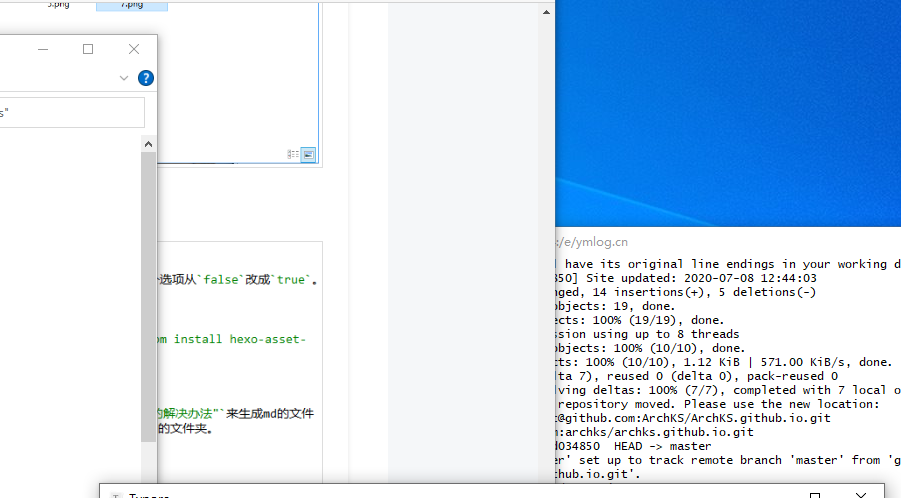 7.png
s"
选项从`false`改成`true`。
om install hexo-asset-
的解决办法"`来生成md的文件
的文件夹。
:/e/ymlog.cn
have its original line endings in your working d
850] Site updated: 2020-07-08 12:44:03
nged, 14 insertions(+), 5 deletions(-)
objects: 19, done.
ects: 100% (19/19), done.
ssion using up to 8 threads
objects: 100% (10/10), done.
cts: 100% (10/10), 1.12 KiB | 571.00 KiB/s, done.
lta 7), reused 0 (delta 0), pack-reused 0
lving deltas: 100% (7/7), completed with 7 local o
repository moved. Please use the new location:
t@github.com:ArchKS/ArchKS.github.io.git
m:archks/archks.github.io.git
d034850  HEAD -> master
er' set up to track remote branch 'master' from 'g
thub.io.git'.
Typora